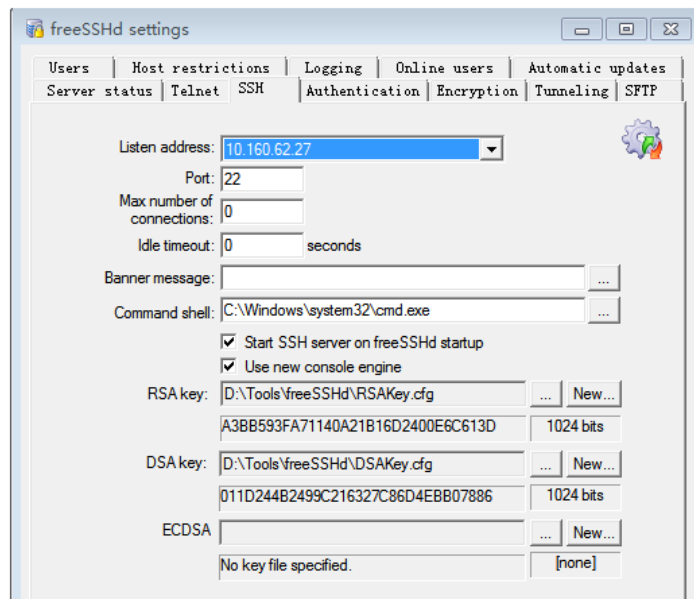 freeSSHd settings
Users Host restrictions Logging Online users Automatic updates
Server status Telnet SSH Authentication Encryption Tunneling SFTP
Listen address: 10.160.62.27
Port: 22
Max number of
connections: 0
Idle timeout: 0 seconds
Banner message: ...
Command shell: C:\Windows\system32\cmd.exe ...
Start SSH server on freeSSHd startup
Use new console engine
RSA key: D:\Tools\freeSSHd\RSAKey.cfg ... New...
A3BB593FA71140A21B16D2400E6C613D 1024 bits
DSA key: D:\Tools\freeSSHd\DSAKey.cfg ... New...
011D244B2499C216327C86D4EBB07886 1024 bits
ECDSA ... New...
No key file specified. [none]